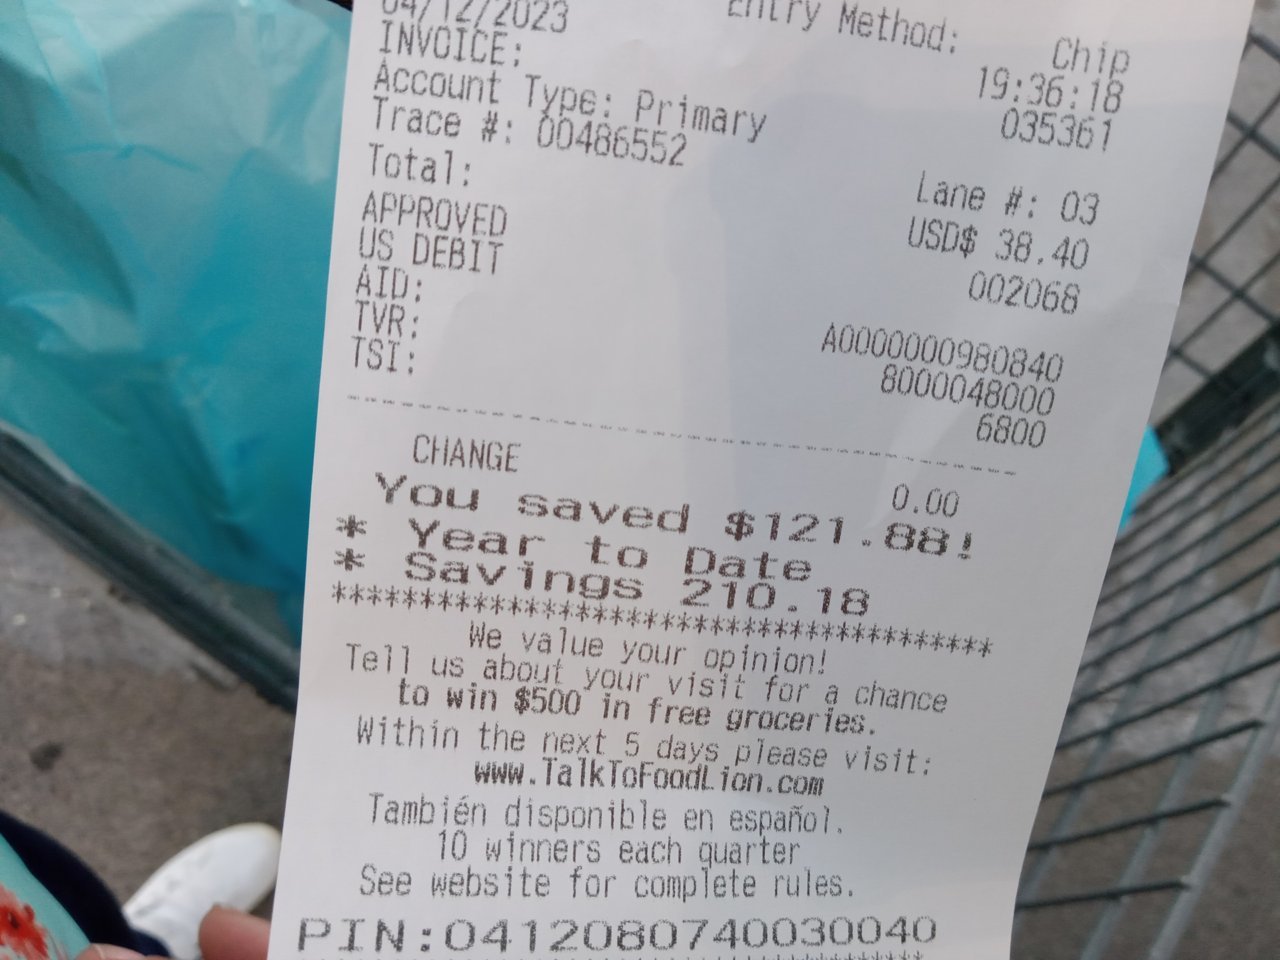 04/12/2023
Entry Method: Chip
INVOICE: 19:36:18
Account Type: Primary 035361
Trace #: 00486552
Lane #: 03
Total: USD$ 38.40
APPROVED 002068
US DEBIT
AID: A0000000980840
TVR: 8000048000
TSI: 6800
CHANGE 0.00
You saved $121.88!
* Year to Date
* Savings 210.18
*****************************************
We value your opinion!
Tell us about your visit for a chance
to win $500 in free groceries.
Within the next 5 days please visit:
www.TalkToFoodLion.com
También disponible en español.
10 winners each quarter
See website for complete rules.
PIN:0412080740030040